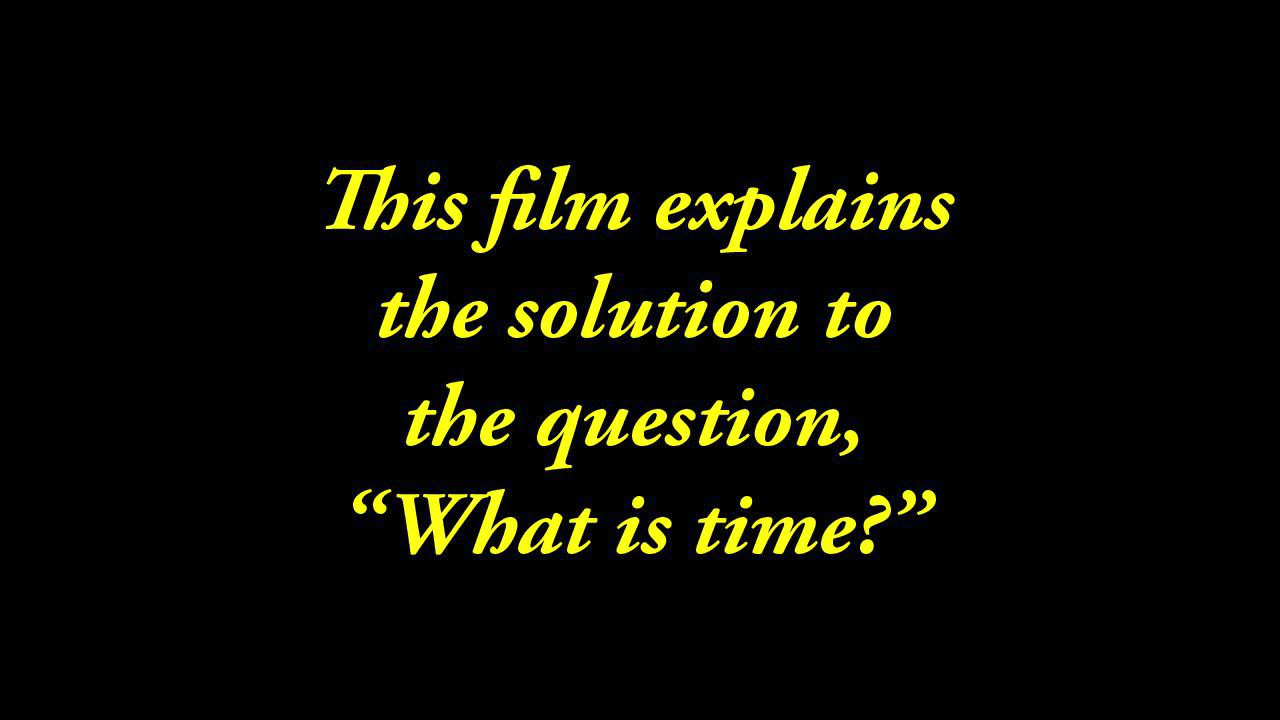 This film explains
the solution to
the question,
“What is time?”